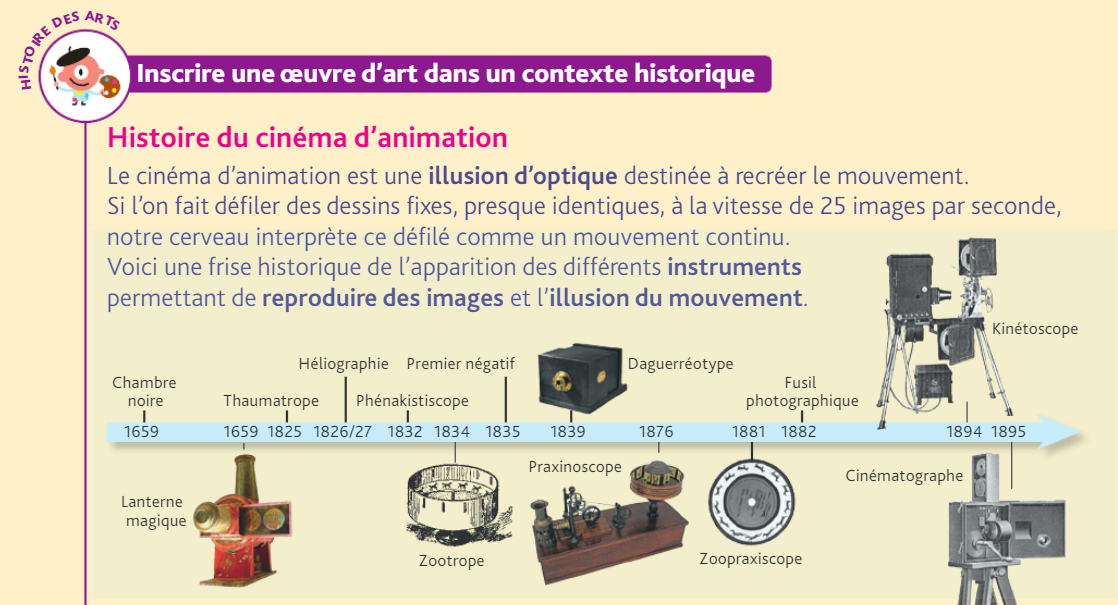 HISTOIRE DES ARTS
Inscrire une œuvre d’art dans un contexte historique
Histoire du cinéma d’animation
Le cinéma d’animation est une illusion d’optique destinée à recréer le mouvement.
Si l’on fait défiler des dessins fixes, presque identiques, à la vitesse de 25 images par seconde,
notre cerveau interprète ce défilé comme un mouvement continu.
Voici une frise historique de l’apparition des différents instruments
permettant de reproduire des images et l’illusion du mouvement.
Kinétoscope
Héliographie Premier négatif Daguerréotype
Chambre
noire
Thaumatrope Phénakistiscope
Fusil
photographique
1659 1659 1825 1826/27 1832 1834 1835 1839 1876 1881 1882 1894 1895
Lanterne
magique
Zootrope
Praxinoscope
Zoopraxiscope
Cinématographe